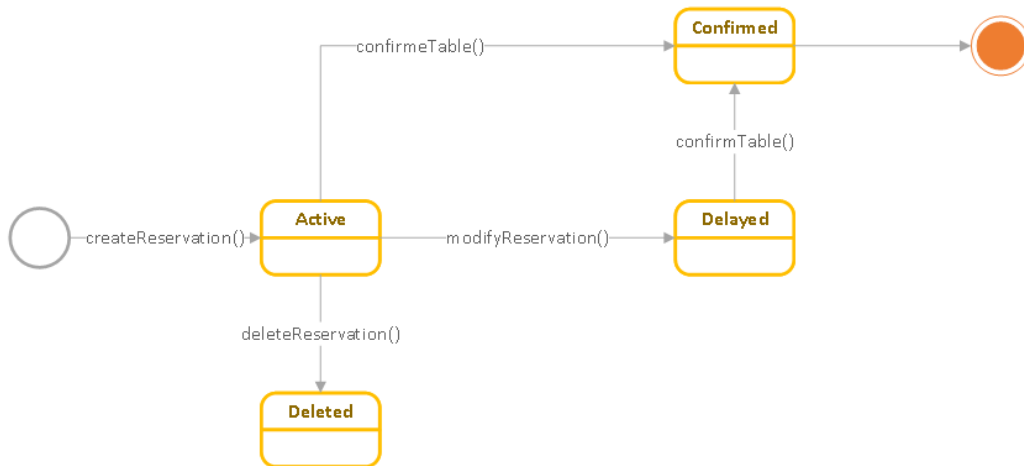 Confirmed
confirmeTable()
confirmTable()
Active
Delayed
createReservation()
modifyReservation()
deleteReservation()
Deleted